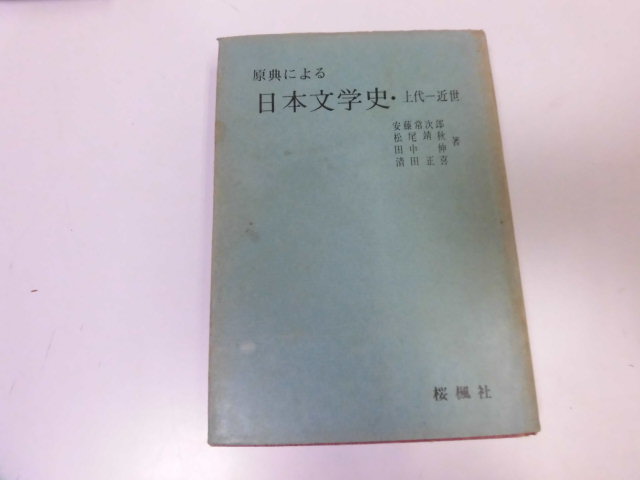 原典による
日本文学史・上代―近世
安藤常次郎
松尾靖秋
田中 伸
清田正喜
著
桜楓社